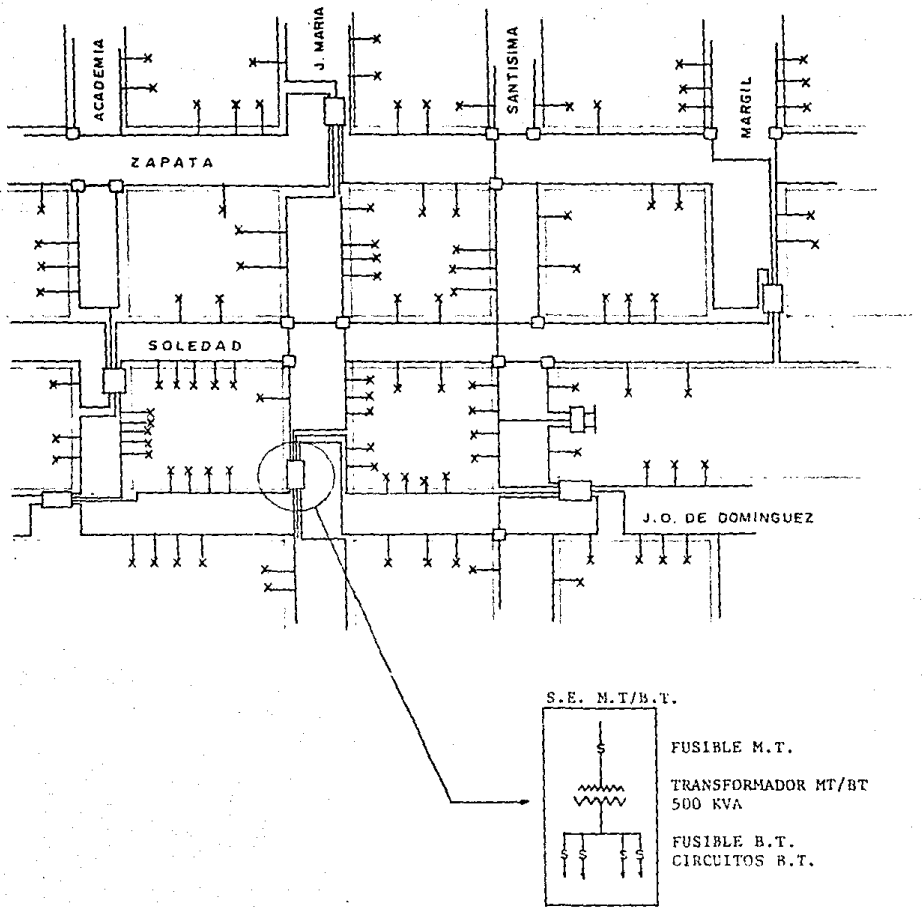 ACADEMIA
J. MARIA
SANTISIMA
MARGIL
ZAPATA
SOLEDAD
J.O. DE DOMINGUEZ
S.E. M.T/B.T.
FUSIBLE M.T.
TRANSFORMADOR MT/BT
500 KVA
FUSIBLE B.T.
CIRCUITOS B.T.